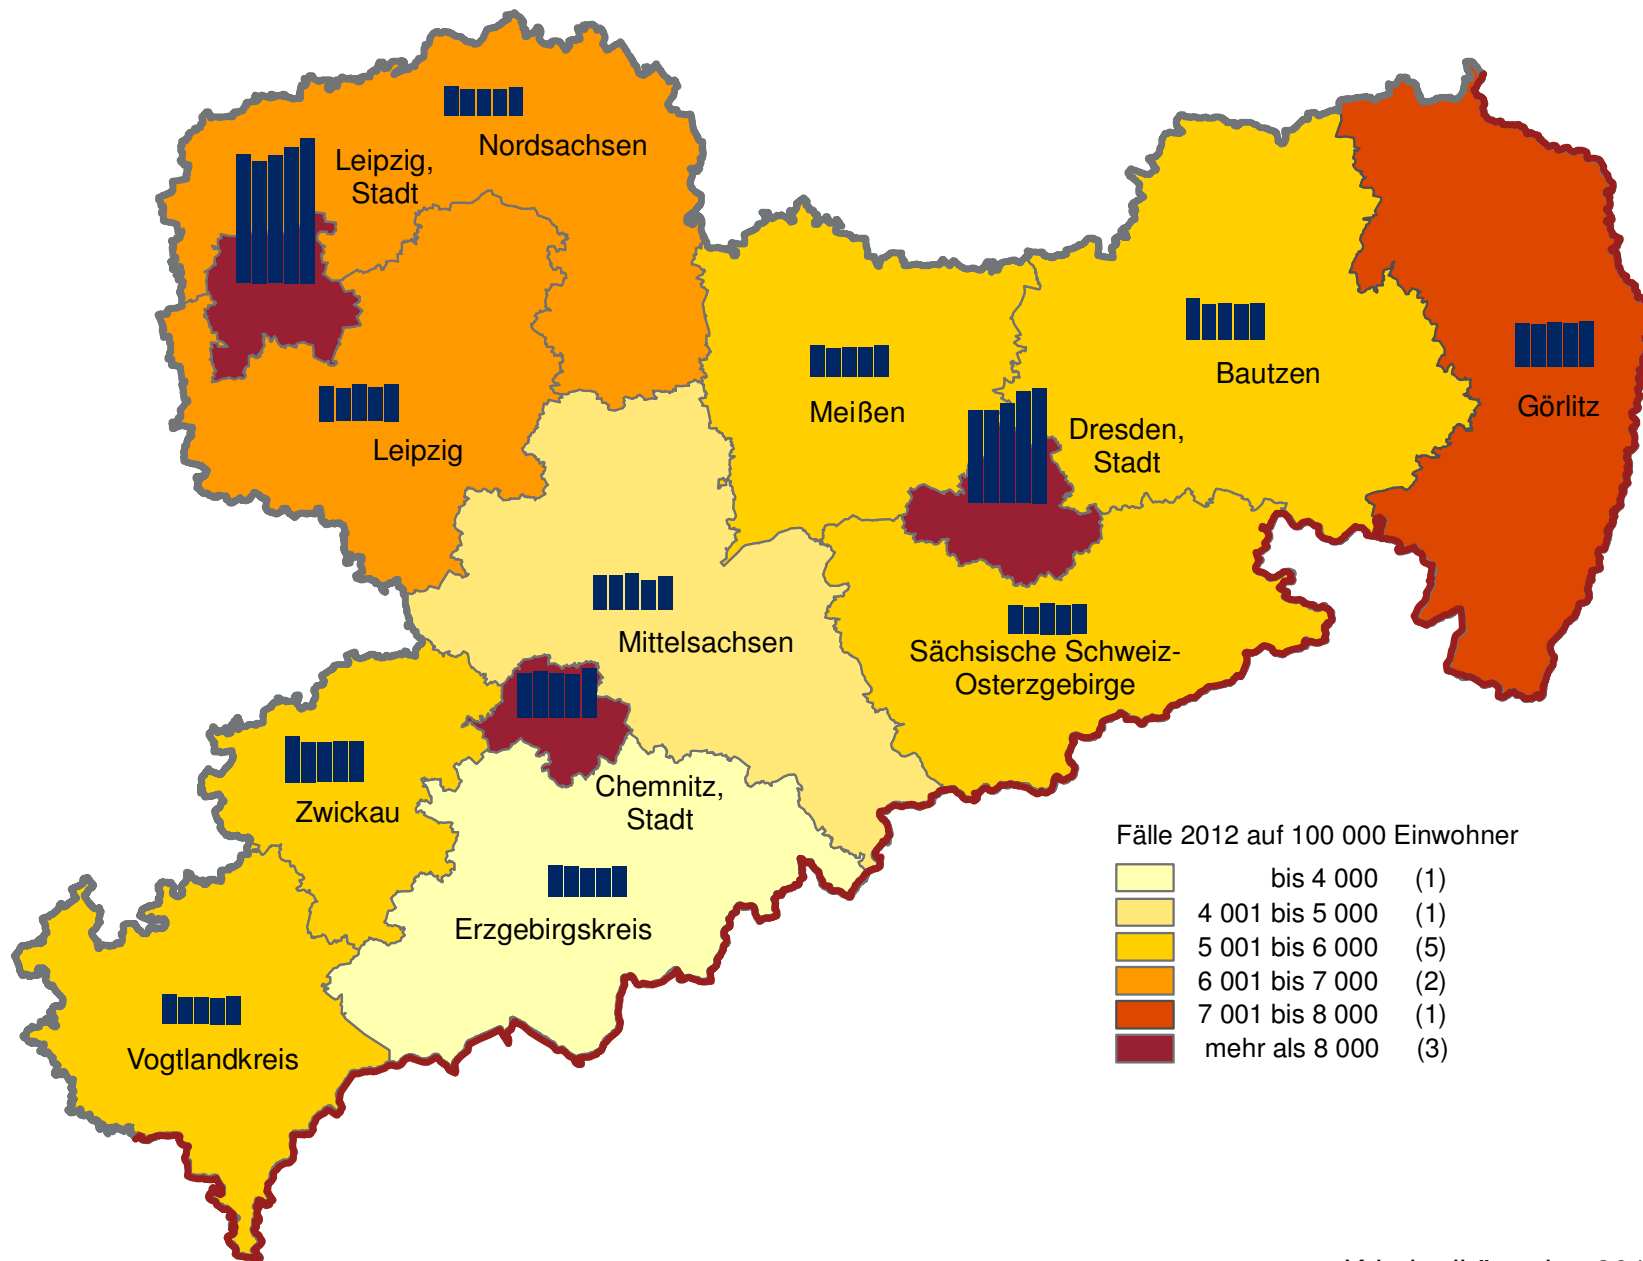 Nordsachsen
Leipzig,
Stadt
Leipzig
Meißen
Bautzen
Görlitz
Dresden,
Stadt
Mittelsachsen
Sächsische Schweiz-
Osterzgebirge
Chemnitz,
Stadt
Zwickau
Erzgebirgskreis
Vogtlandkreis
Fälle 2012 auf 100 000 Einwohner
bis 4 000 (1)
4 001 bis 5 000 (1)
5 001 bis 6 000 (5)
6 001 bis 7 000 (2)
7 001 bis 8 000 (1)
mehr als 8 000 (3)